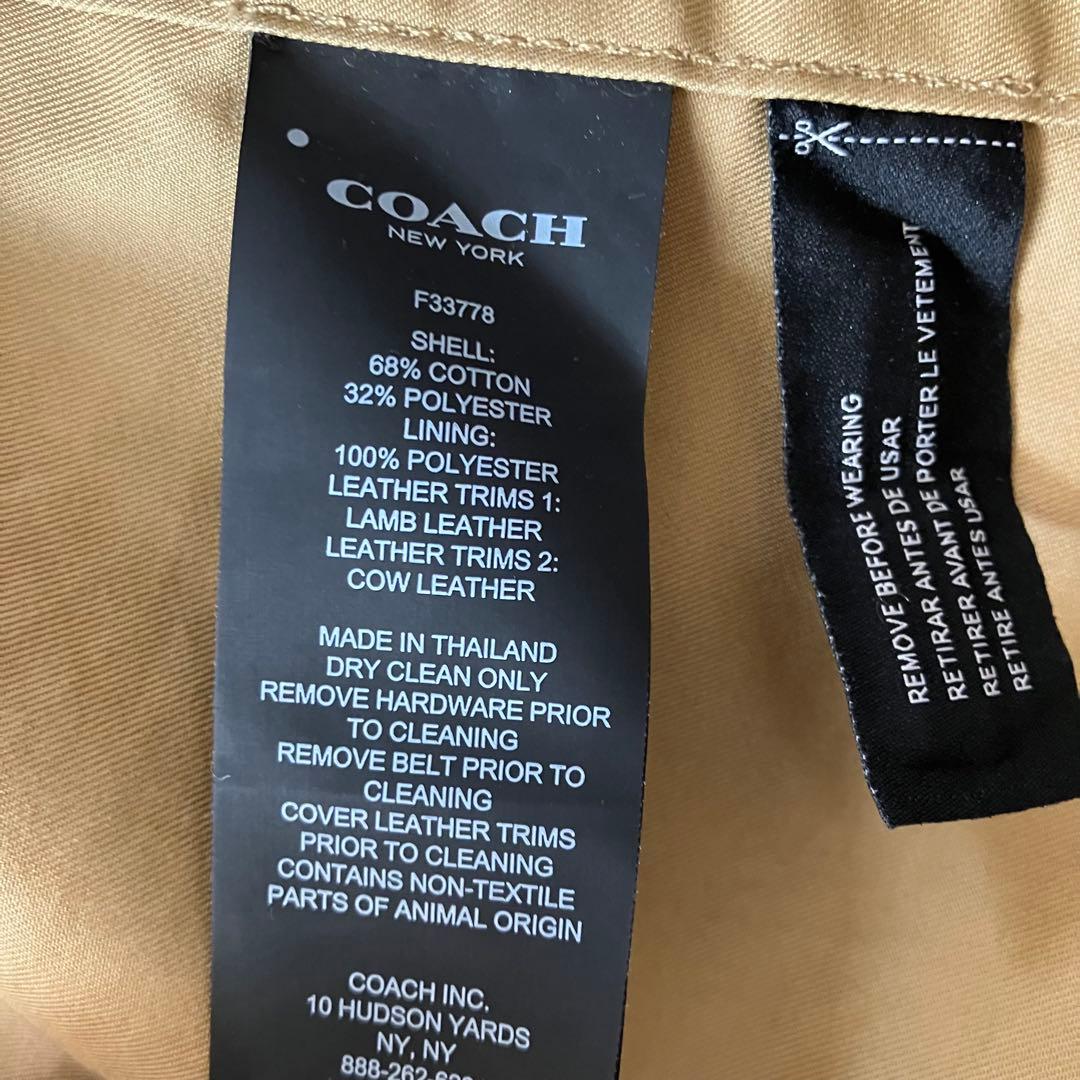 COACH
NEW YORK
F33778
SHELL:
68% COTTON
32% POLYESTER
LINING:
100% POLYESTER
LEATHER TRIMS 1:
LAMB LEATHER
LEATHER TRIMS 2:
COW LEATHER
MADE IN THAILAND
DRY CLEAN ONLY
REMOVE HARDWARE PRIOR
TO CLEANING
REMOVE BELT PRIOR TO
CLEANING
COVER LEATHER TRIMS
PRIOR TO CLEANING
CONTAINS NON-TEXTILE
PARTS OF ANIMAL ORIGIN
COACH INC.
10 HUDSON YARDS
NY, NY
REMOVE BEFORE WEARING
RETIRAR ANTES DE USAR
RETIRER AVANT DE PORTER LE VETEMENT
RETIRE ANTES USAR